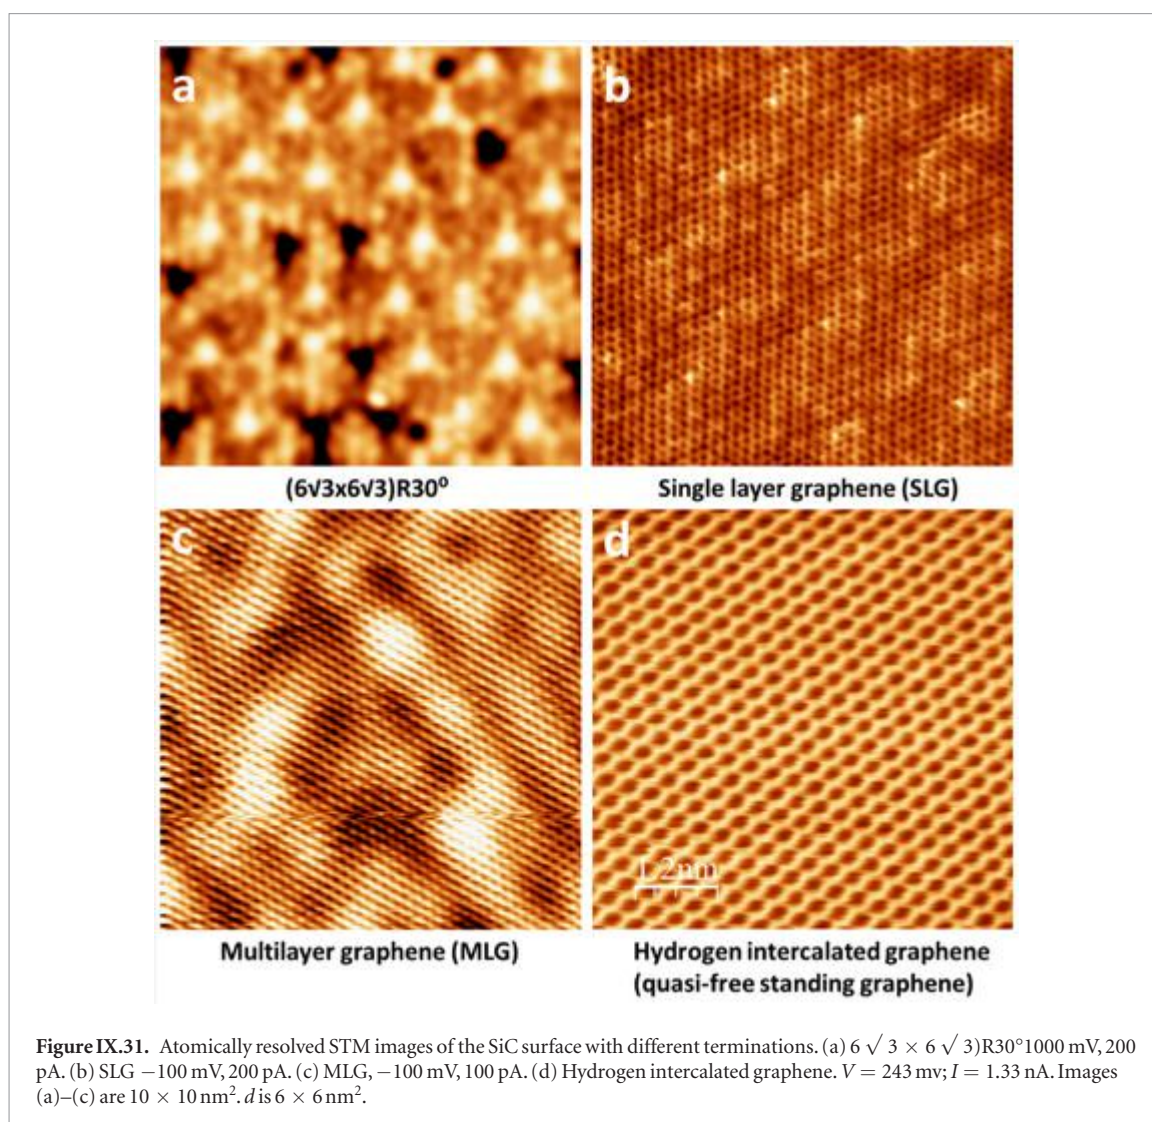 a
b
(6√3x6√3)R30⁰
Single layer graphene (SLG)
c
d
1.2nm
Multilayer graphene (MLG)
Hydrogen intercalated graphene
(quasi-free standing graphene)
Figure IX.31. Atomically resolved STM images of the SiC surface with different terminations. (a) 6 √ 3 × 6 √ 3)R30°1000 mV, 200
pA. (b) SLG −100 mV, 200 pA. (c) MLG, −100 mV, 100 pA. (d) Hydrogen intercalated graphene. V = 243 mv; I = 1.33 nA. Images
(a)–(c) are 10 × 10 nm². d is 6 × 6 nm².